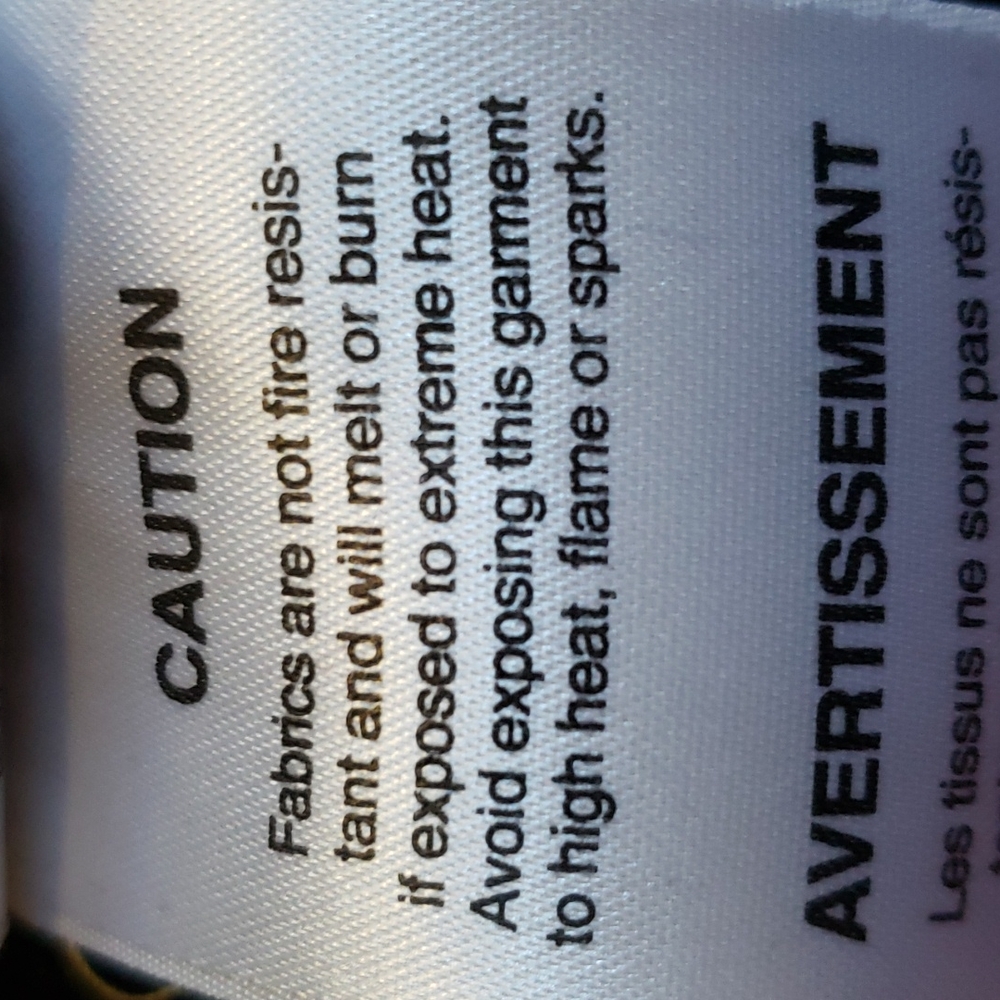 CAUTION
Fabrics are not fire resis-
tant and will melt or burn
if exposed to extreme heat.
Avoid exposing this garment
to high heat, flame or sparks.
AVERTISSEMENT
Les tissus ne sont pas résis-